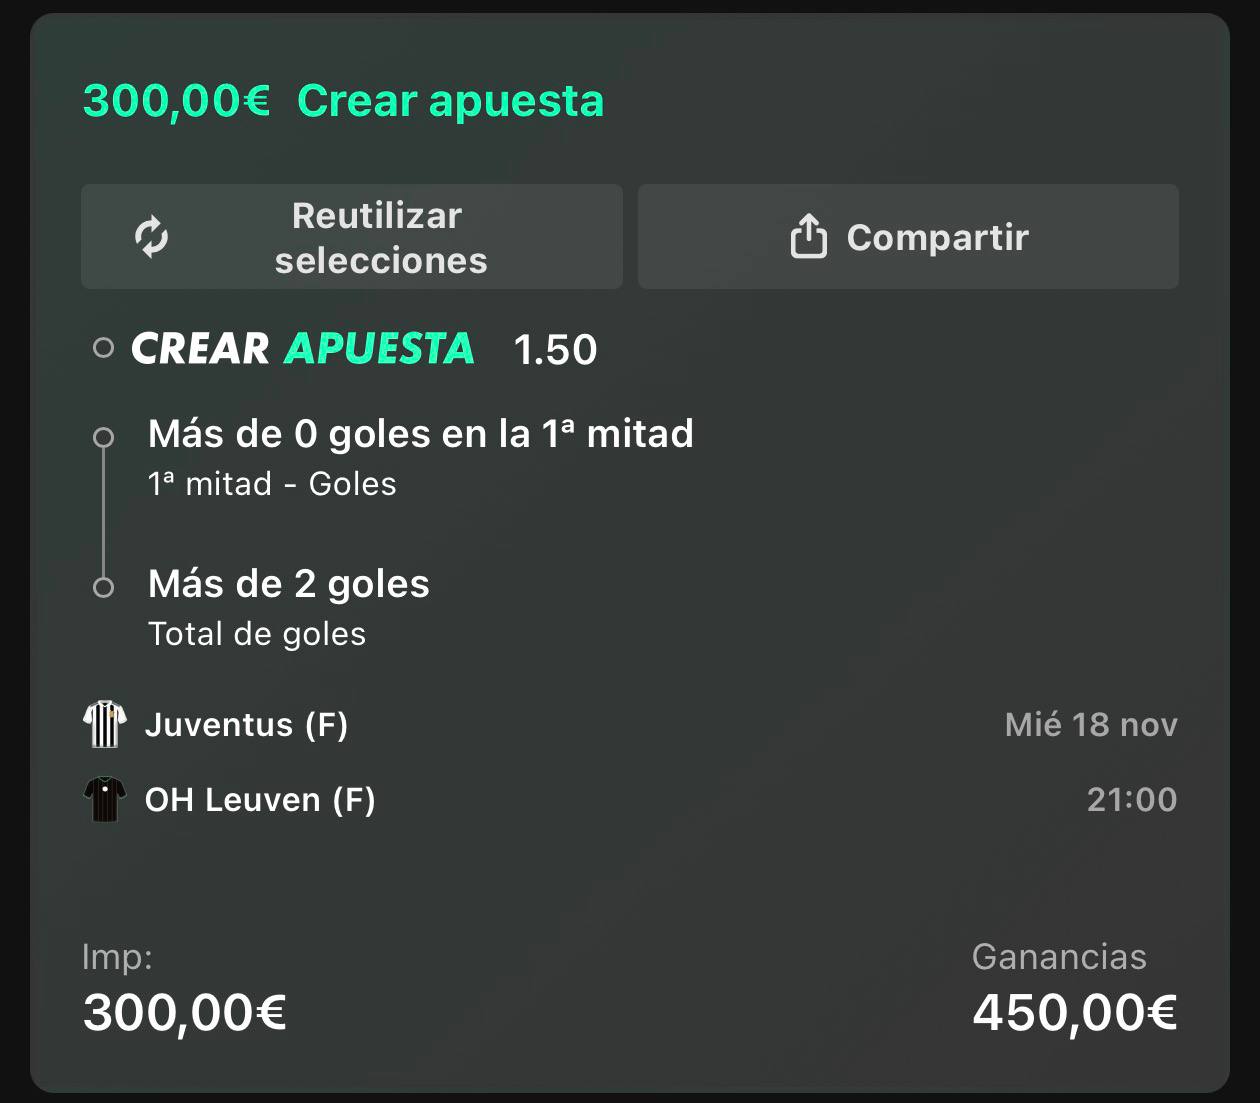 300,00€ Crear apuesta
Reutilizar
selecciones
Compartir
CREAR APUESTA 1.50
Más de 0 goles en la 1ª mitad
1ª mitad - Goles
Más de 2 goles
Total de goles
Juventus (F)
Mié 18 nov
OH Leuven (F)
21:00
Imp:
Ganancias
300,00€
450,00€